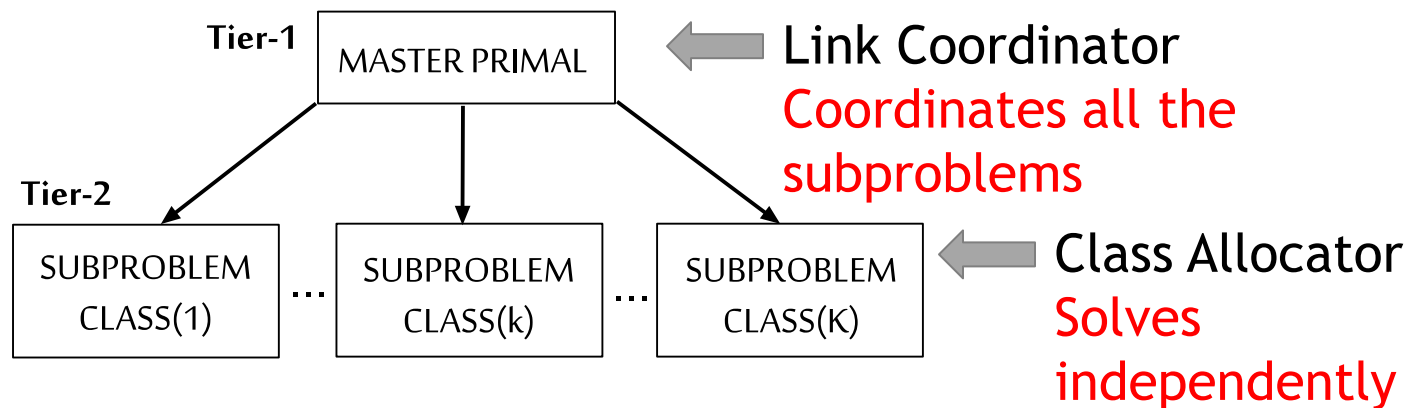 Tier-1
MASTER PRIMAL
Link Coordinator
Coordinates all the
subproblems
Tier-2
SUBPROBLEM
CLASS(1)
...
SUBPROBLEM
CLASS(k)
...
SUBPROBLEM
CLASS(K)
Class Allocator
Solves
independently